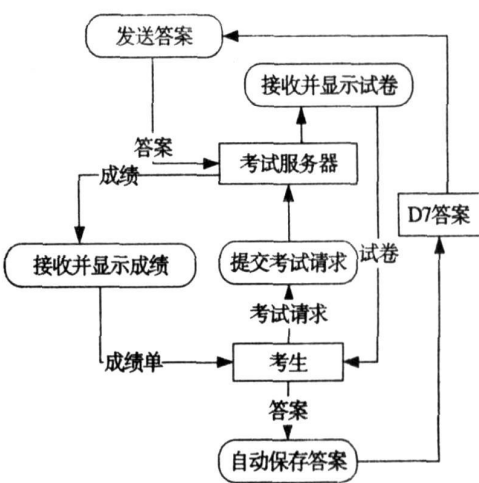 发送答案
接收并显示试卷
答案
考试服务器
成绩
D7答案
接收并显示成绩
提交考试请求
试卷
考试请求
成绩单
考生
答案
自动保存答案